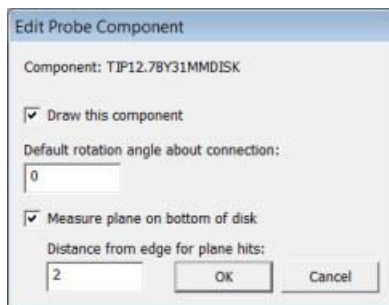 Edit Probe Component
Component: TIP12.78Y31MMDISK
Draw this component
Default rotation angle about connection:
0
Measure plane on bottom of disk
Distance from edge for plane hits:
2 OK Cancel